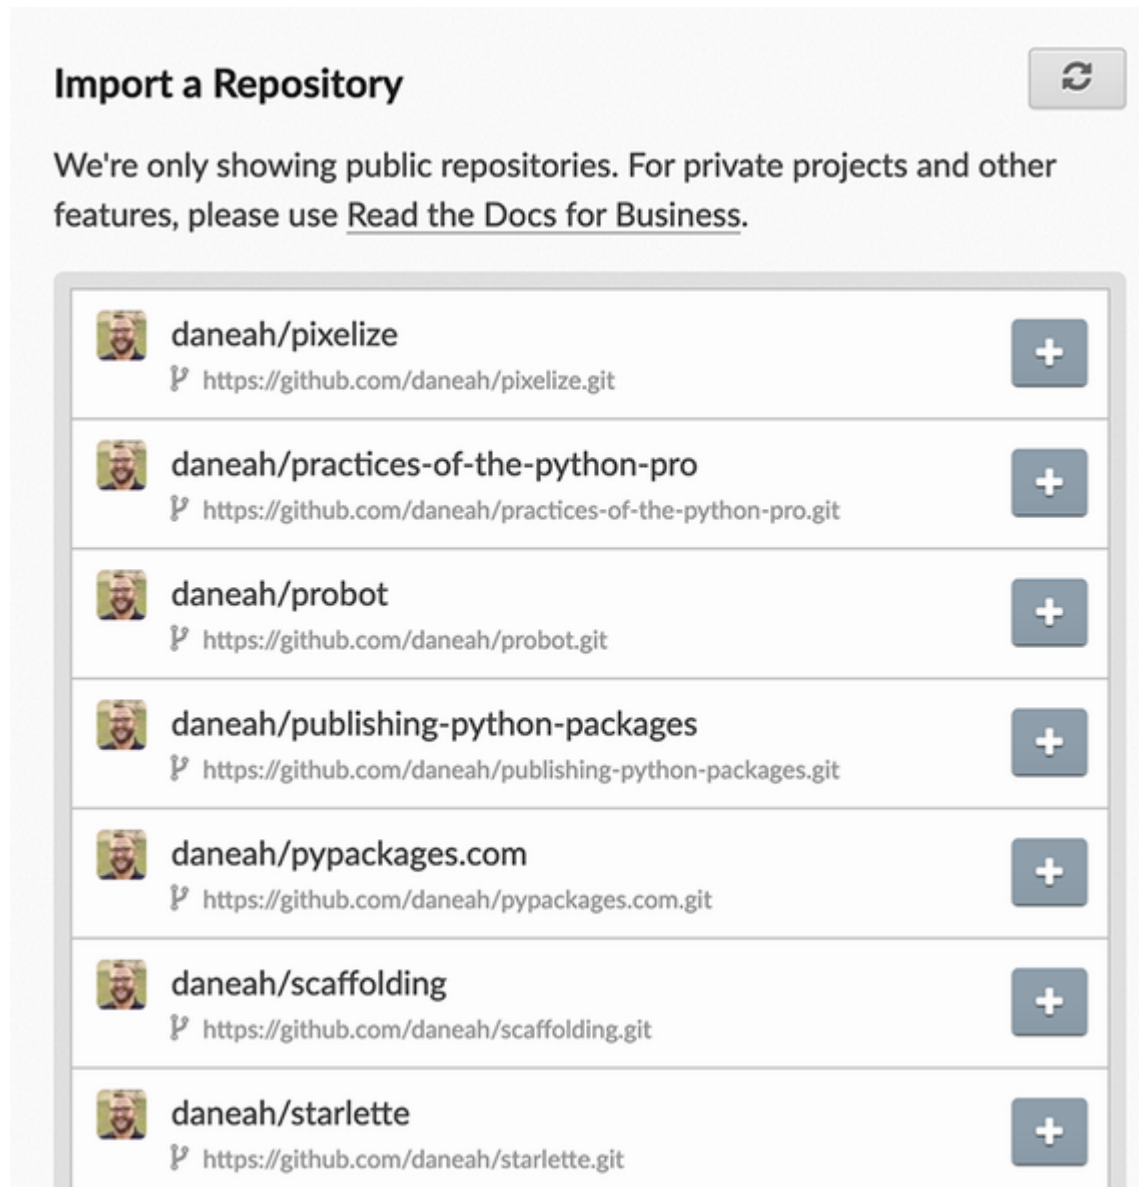 Import a Repository
We're only showing public repositories. For private projects and other
features, please use Read the Docs for Business.
daneah/pixelize
https://github.com/daneah/pixelize.git
daneah/practices-of-the-python-pro
https://github.com/daneah/practices-of-the-python-pro.git
daneah/probot
https://github.com/daneah/probot.git
daneah/publishing-python-packages
https://github.com/daneah/publishing-python-packages.git
daneah/pypackages.com
https://github.com/daneah/pypackages.com.git
daneah/scaffolding
https://github.com/daneah/scaffolding.git
daneah/starlette
https://github.com/daneah/starlette.git